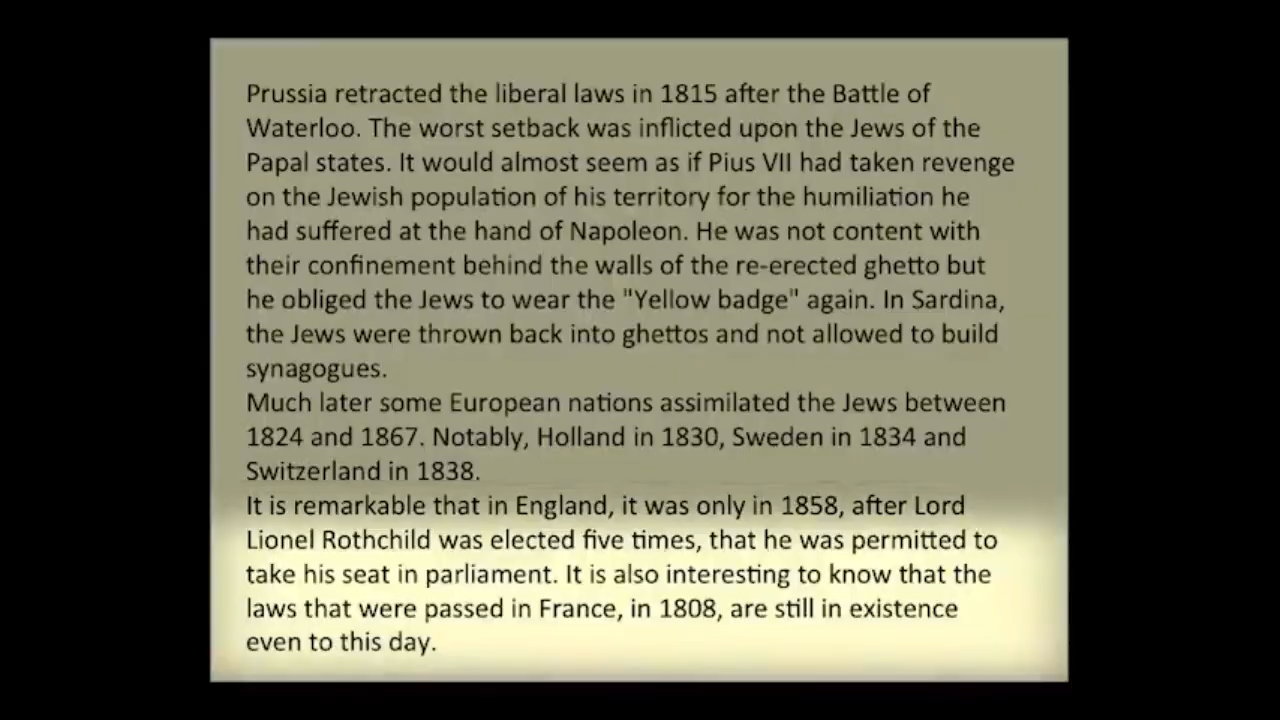 Prussia retracted the liberal laws in 1815 after the Battle of
Waterloo. The worst setback was inflicted upon the Jews of the
Papal states. It would almost seem as if Pius VII had taken revenge
on the Jewish population of his territory for the humiliation he
had suffered at the hand of Napoleon. He was not content with
their confinement behind the walls of the re-erected ghetto but
he obliged the Jews to wear the "Yellow badge" again. In Sardina,
the Jews were thrown back into ghettos and not allowed to build
synagogues.
Much later some European nations assimilated the Jews between
1824 and 1867. Notably, Holland in 1830, Sweden in 1834 and
Switzerland in 1838.
It is remarkable that in England, it was only in 1858, after Lord
Lionel Rothchild was elected five times, that he was permitted to
take his seat in parliament. It is also interesting to know that the
laws that were passed in France, in 1808, are still in existence
even to this day.